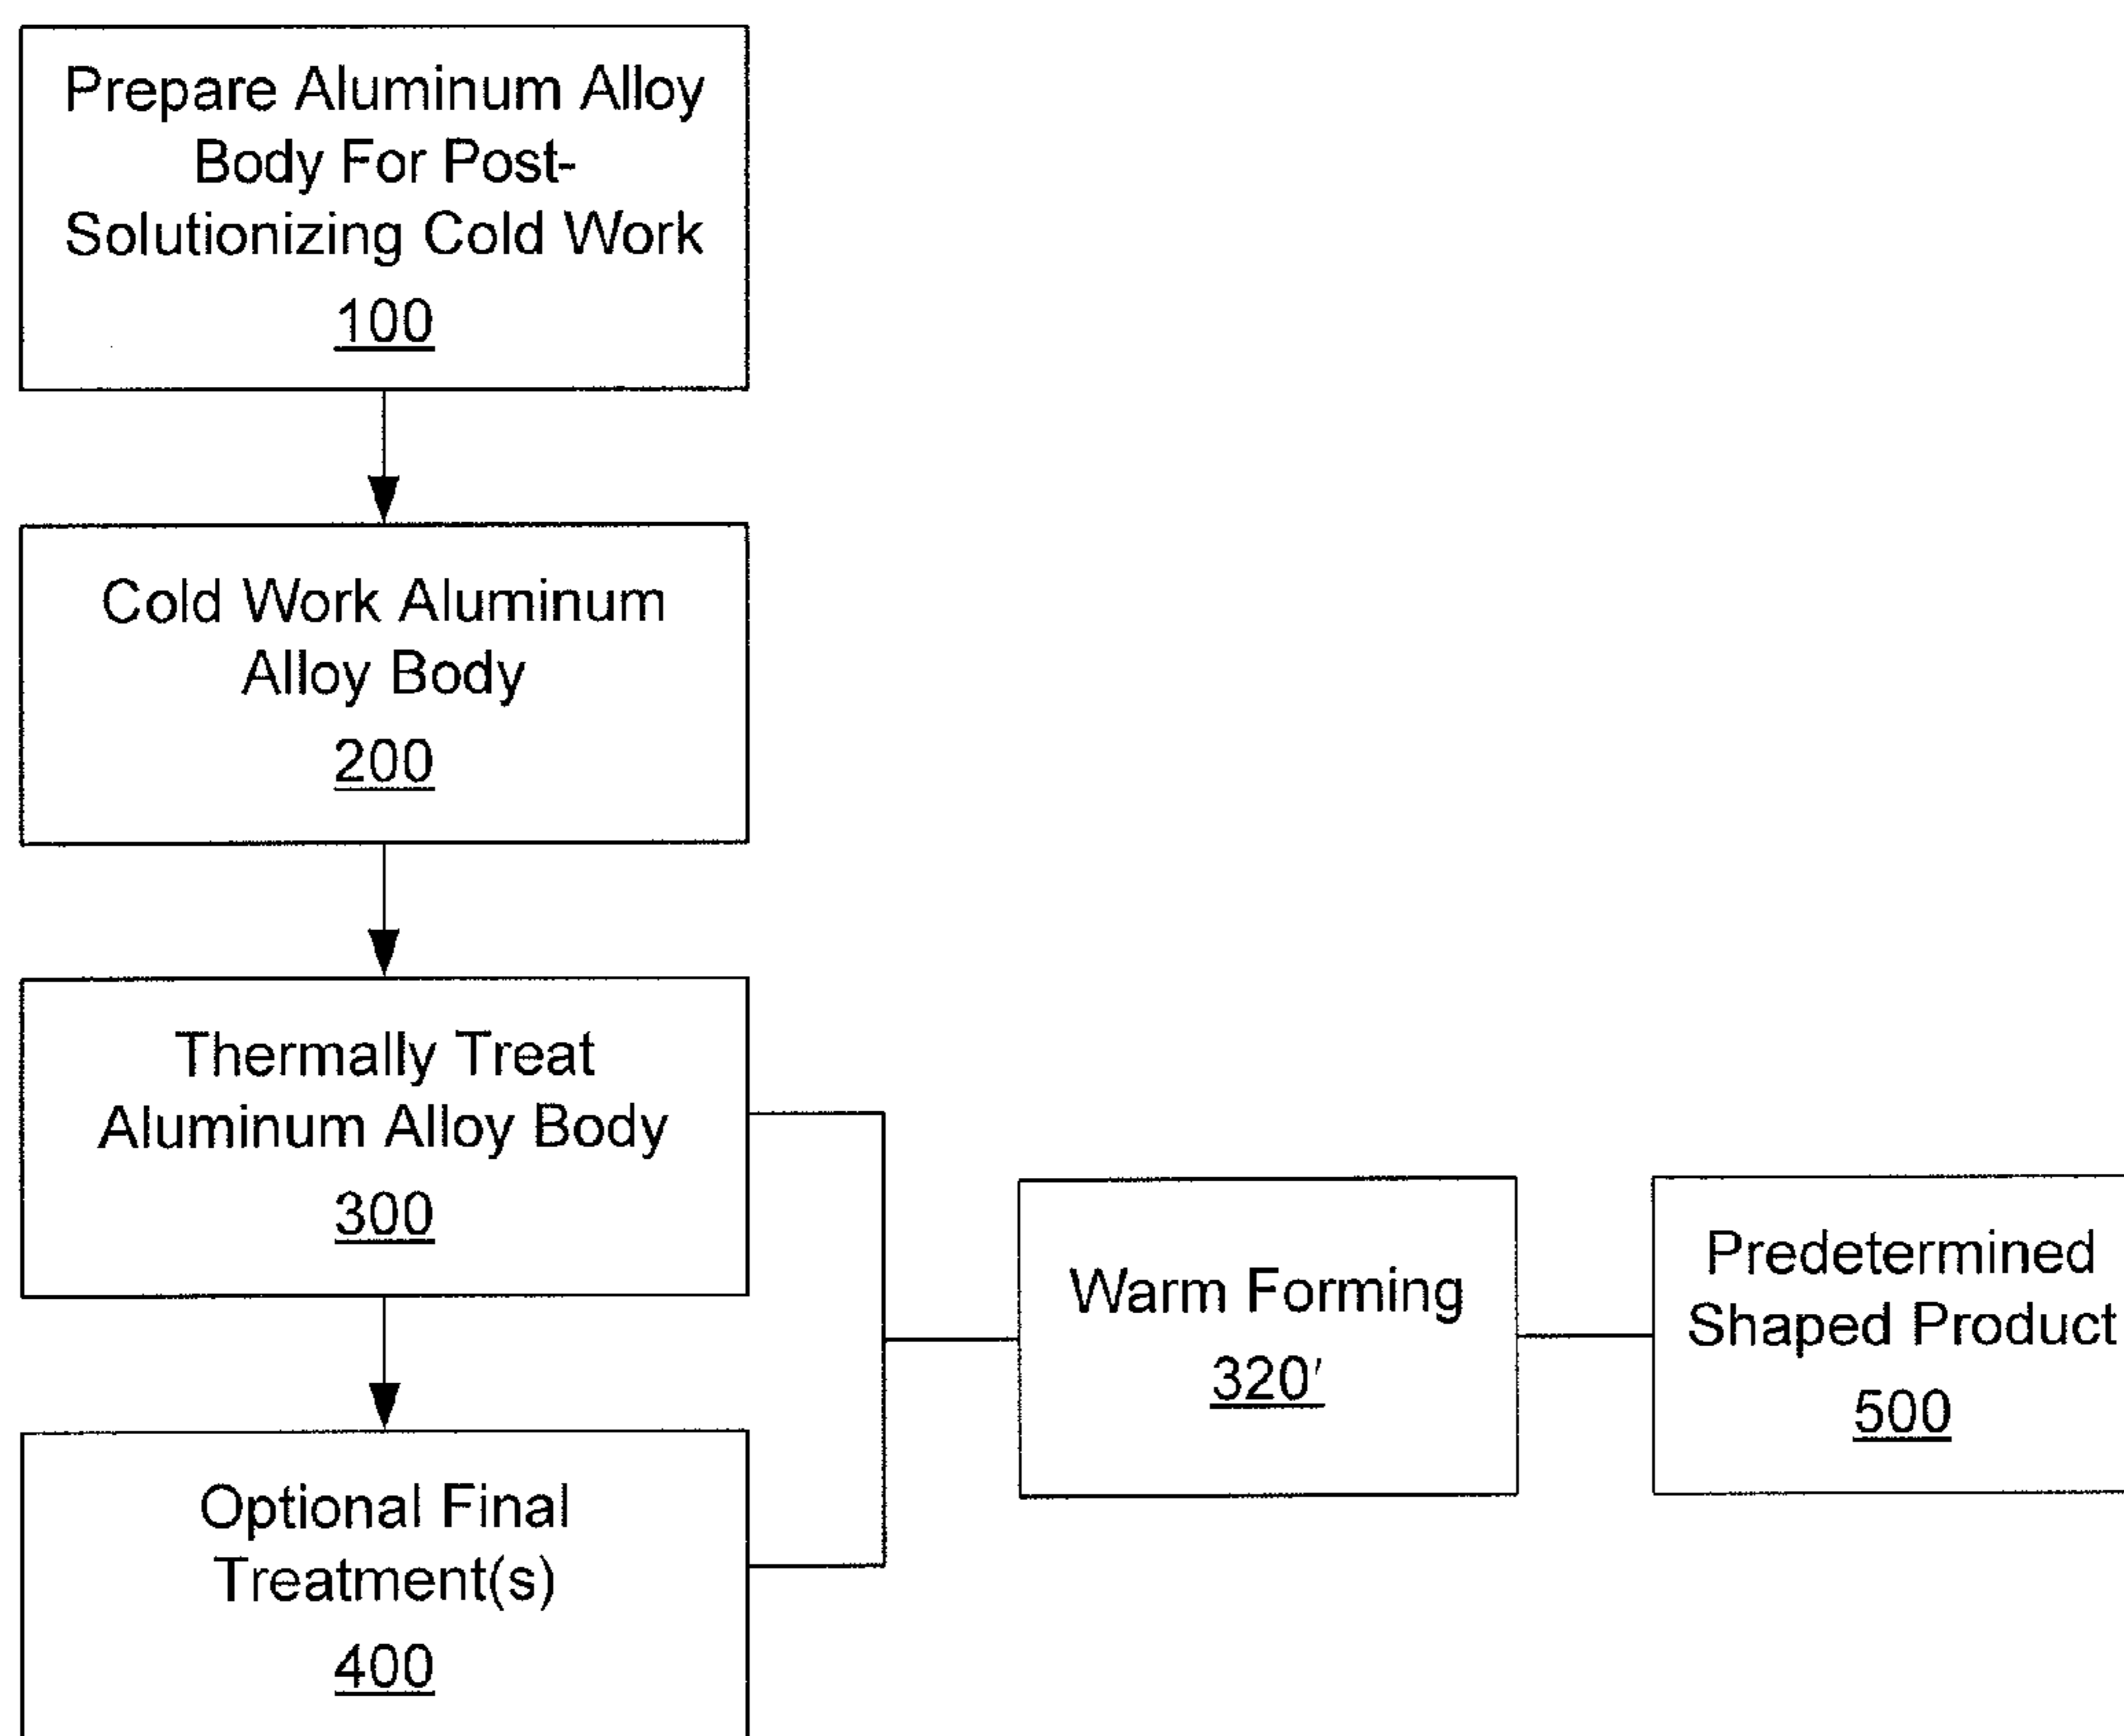 Prepare Aluminum Alloy
Body For Post-
Solutionizing Cold Work
100
Cold Work Aluminum
Alloy Body
200
Thermally Treat
Aluminum Alloy Body
300
Optional Final
Treatment(s)
400
Warm Forming
320'
Predetermined
Shaped Product
500